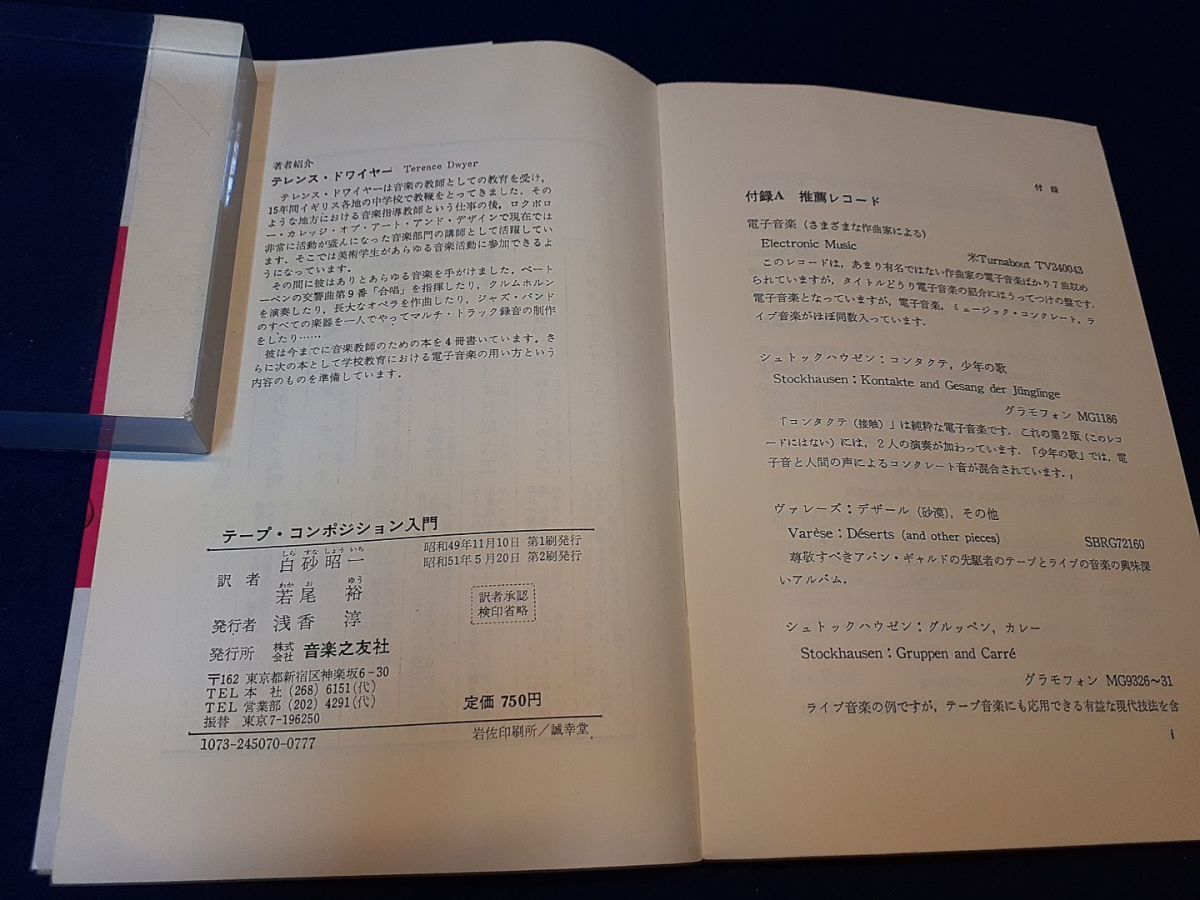 著者紹介
テレンス・ドワイヤー Terence Dwyer
テレンス・ドワイヤーは音楽の教師としての教育を受け，
15年間イギリス各地の中学校で教鞭をとってきました．その
ような地方における音楽指導教師という仕事の後，ロクボロ
ー・カレッジ・オブ・アート・アンド・デザインで現在では
非常に活動が盛んになった音楽部門の講師として活躍してい
ます．そこでは美術学生があらゆる音楽活動に参加できるよ
うになっています．
その間に彼はありとあらゆる音楽を手がけました．ベート
ーベンの交響曲第9番「合唱」を指揮したり，クルムホルン
を演奏したり，長大なオペラを作曲したり，ジャズ・バンド
のすべての楽器を一人でやってマルチ・トラック録音の制作
をしたり……
彼は今までに音楽教師のための本を4冊書いています．さ
らに次の本として学校教育における電子音楽の用い方という
内容のものを準備しています．
テープ・コンポジション入門
昭和49年11月10日 第1刷発行
昭和51年5月20日 第2刷発行
しら すな しょう いち
白砂昭一
訳者
わか お ゆう
若尾 裕
訳者承認
検印省略
発行者 浅香 淳
発行所 株式会社 音楽之友社
〒162 東京都新宿区神楽坂6-30
TEL 本 社 (268) 6151(代)
TEL 営業部 (202) 4291(代)
振替 東京7-196250
定価 750円
1073-245070-0777
岩佐印刷所／誠幸堂
付録
付録A 推薦レコード
電子音楽（さまざまな作曲家による）
Electronic Music
米Turnabout TV340043
このレコードは，あまり有名ではない作曲家の電子音楽ばかり7曲収め
られていますが，タイトルどうり電子音楽の紹介にはうってつけの盤です．
電子音楽となっていますが，電子音楽，ミュージック・コンクレート，ラ
イブ音楽がほぼ同数入っています．
シュトックハウゼン：コンタクテ，少年の歌
Stockhausen：Kontakte and Gesang der Jünglinge
グラモフォン MG1186
「コンタクテ（接触）」は純粋な電子音楽です．これの第2版（このレコ
ードにはない）には，2人の演奏が加わっています．「少年の歌」では，電
子音と人間の声によるコンクレート音が混合されています．」
ヴァレーズ：デザール（砂漠），その他
Varèse：Déserts (and other pieces)
SBRG72160
尊敬すべきアバン・ギャルドの先駆者のテープとライブの音楽の興味深
いアルバム．
シュトックハウゼン：グルッペン，カレー
Stockhausen：Gruppen and Carré
グラモフォン MG9326～31
ライブ音楽の例ですが，テープ音楽にも応用できる有益な現代技法を含
i